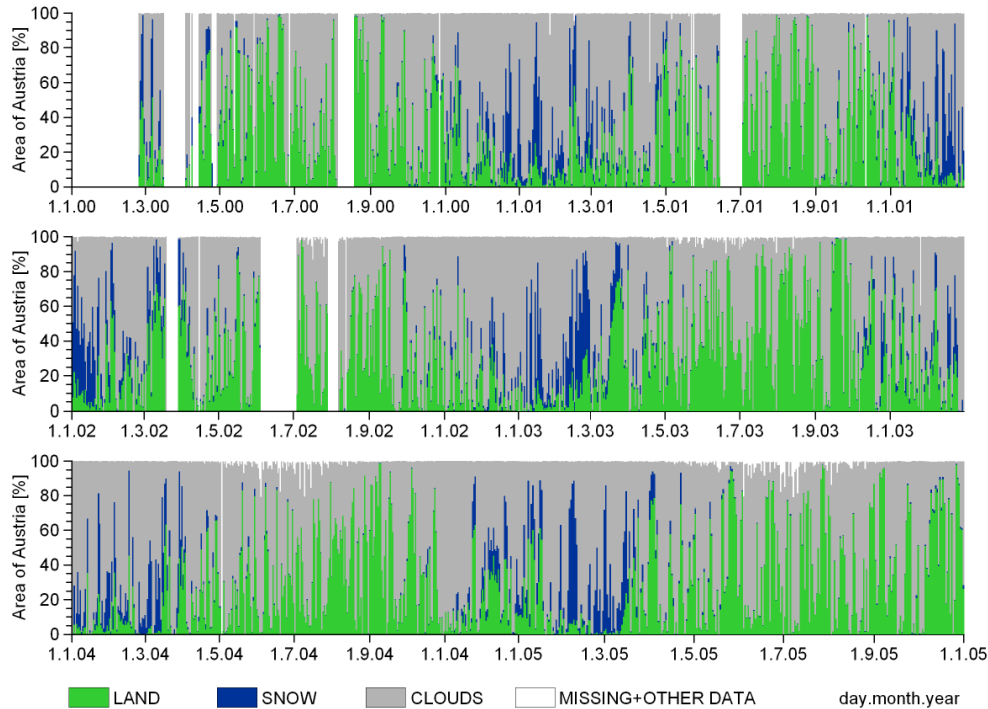 Area of Austria [%]
100
80
60
40
20
0
1.1.00 1.3.00 1.5.00 1.7.00 1.9.00 1.11.00 1.1.01 1.3.01 1.5.01 1.7.01 1.9.01 1.11.01
Area of Austria [%]
100
80
60
40
20
0
1.1.02 1.3.02 1.5.02 1.7.02 1.9.02 1.11.02 1.1.03 1.3.03 1.5.03 1.7.03 1.9.03 1.11.03
Area of Austria [%]
100
80
60
40
20
0
1.1.04 1.3.04 1.5.04 1.7.04 1.9.04 1.11.04 1.1.05 1.3.05 1.5.05 1.7.05 1.9.05 1.11.05 1.1.05
LAND SNOW CLOUDS MISSING+OTHER DATA day.month.year